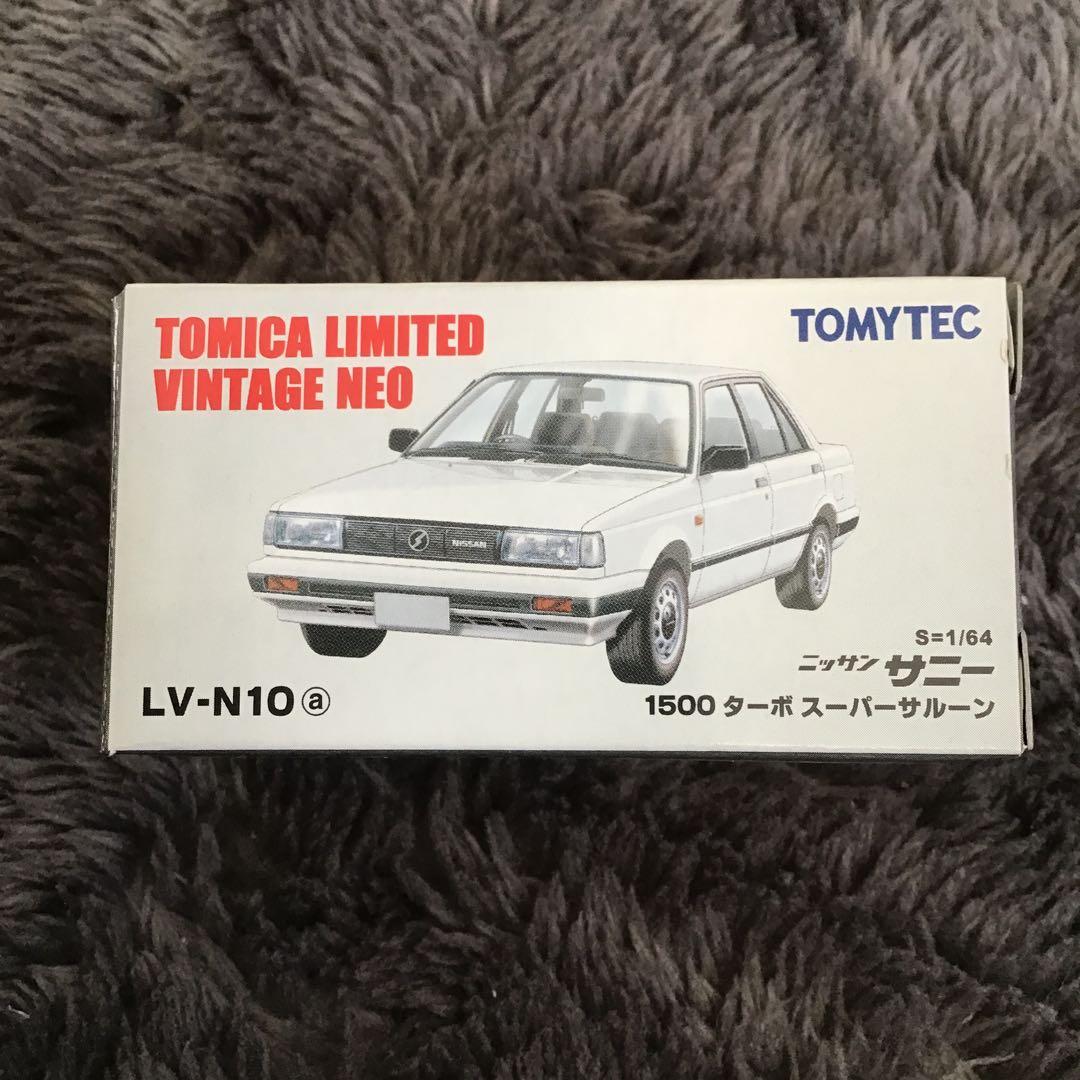 TOMICA LIMITED
VINTAGE NEO
TOMYTEC
NISSAN
S=1/64
ニッサン サニー
LV-N10 ⓐ
1500 ターボ スーパーサルーン